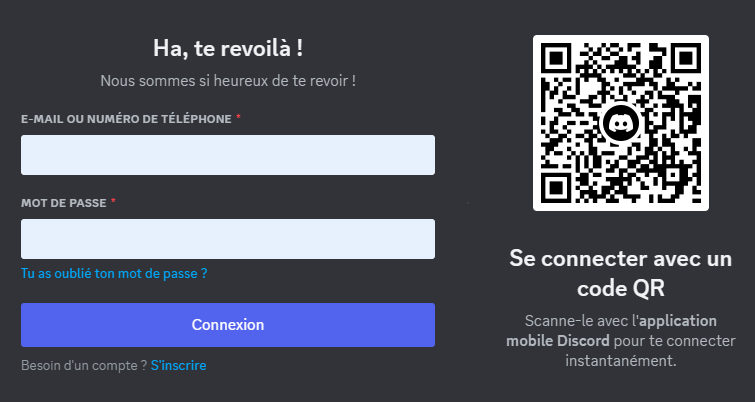 Ha, te revoilà !
Nous sommes si heureux de te revoir !
E-MAIL OU NUMÉRO DE TÉLÉPHONE *
MOT DE PASSE *
Tu as oublié ton mot de passe ?
Connexion
Besoin d'un compte ? S'inscrire
Se connecter avec un
code QR
Scanne-le avec l'application
mobile Discord pour te connecter
instantanément.